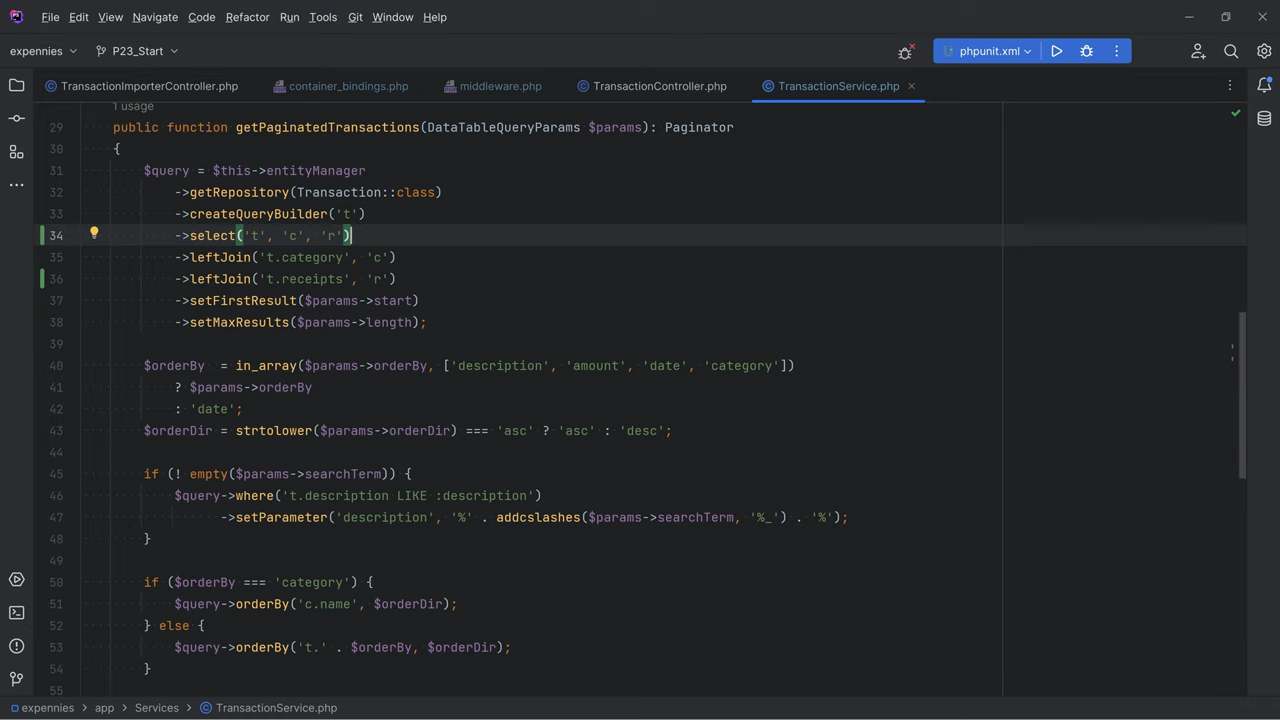 PS File Edit View Navigate Code Refactor Run Tools Git Window Help
expennies P23_Start phpunit.xml
TransactionImporterController.php container_bindings.php middleware.php TransactionController.php TransactionService.php
1 usage
29 public function getPaginatedTransactions(DataTableQueryParams $params): Paginator
30 {
31 $query = $this->entityManager
32 ->getRepository(Transaction::class)
33 ->createQueryBuilder('t')
34 ->select('t', 'c', 'r')
35 ->leftJoin('t.category', 'c')
36 ->leftJoin('t.receipts', 'r')
37 ->setFirstResult($params->start)
38 ->setMaxResults($params->length);
39
40 $orderBy = in_array($params->orderBy, ['description', 'amount', 'date', 'category'])
41 ? $params->orderBy
42 : 'date';
43 $orderDir = strtolower($params->orderDir) === 'asc' ? 'asc' : 'desc';
44
45 if (! empty($params->searchTerm)) {
46 $query->where('t.description LIKE :description')
47 ->setParameter('description', '%' . addcslashes($params->searchTerm, '%_') . '%');
48 }
49
50 if ($orderBy === 'category') {
51 $query->orderBy('c.name', $orderDir);
52 } else {
53 $query->orderBy('t.' . $orderBy, $orderDir);
54 }
55
expennies app Services TransactionService.php